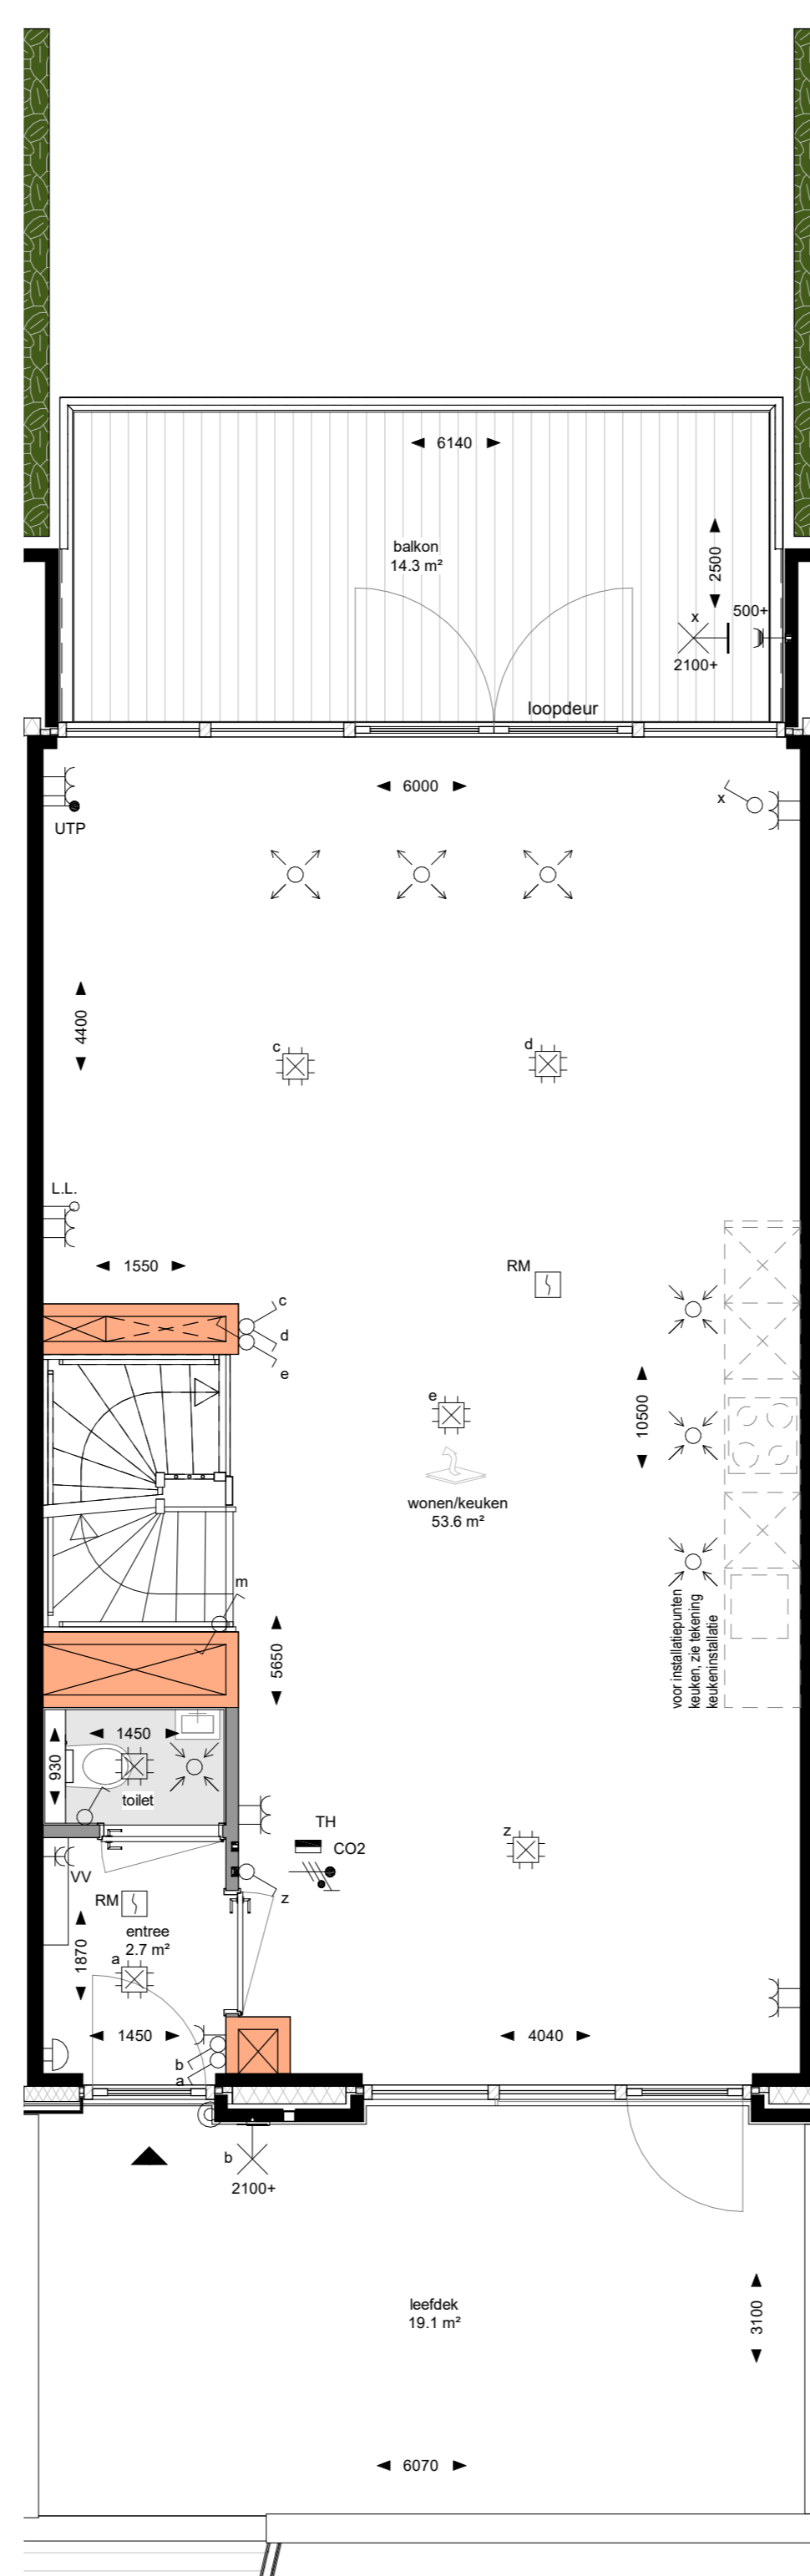 6140
balkon
14.3 m²
2500
500+
x
2100+
loopdeur
6000
UTP
x
4400
c
d
L.L.
1550
RM
c
d
e
e
10500
wonen/keuken
53.6 m²
m
voor installatiepunten
keuken, zie tekening
keukeninstallatie
5650
1450
930
toilet
TH
CO2
z
VV
z
RM
entree
2.7 m²
a
1870
1450
4040
b
a
b
2100+
leefdek
19.1 m²
3100
6070